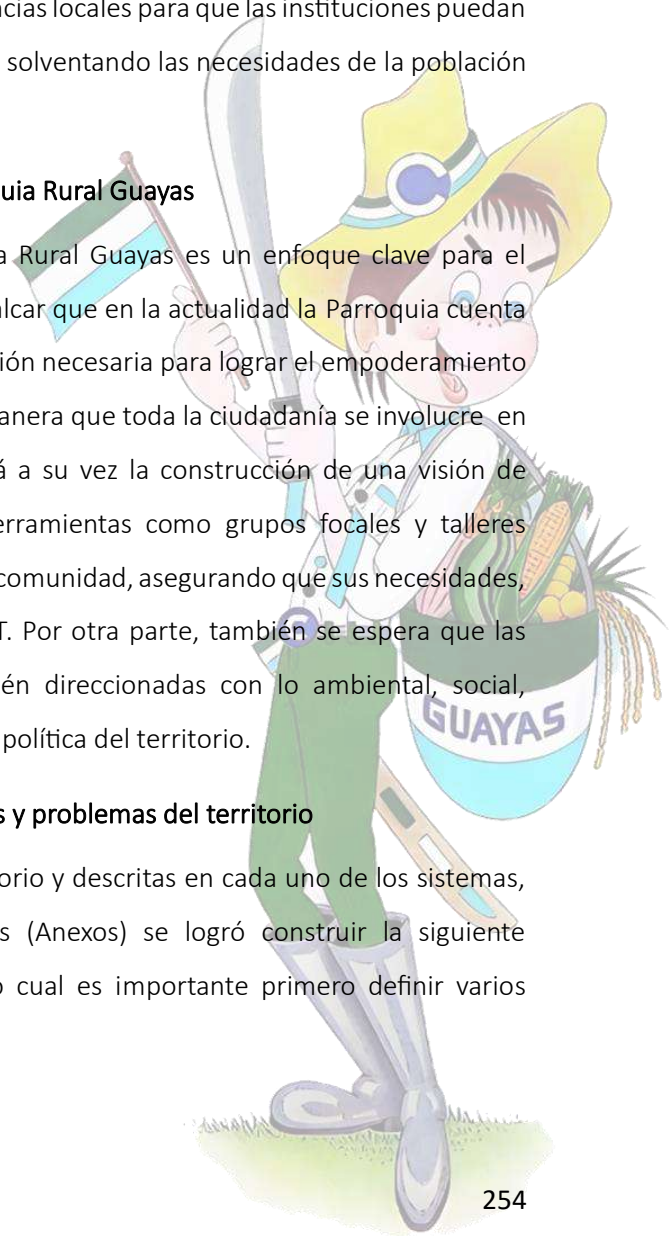 cias locales para que las instituciones puedan
solventando las necesidades de la población
uia Rural Guayas
a Rural Guayas es un enfoque clave para el
lcar que en la actualidad la Parroquia cuenta
ión necesaria para lograr el empoderamiento
anera que toda la ciudadanía se involucre en
á a su vez la construcción de una visión de
erramientas como grupos focales y talleres
comunidad, asegurando que sus necesidades,
T. Por otra parte, también se espera que las
én direccionadas con lo ambiental, social,
política del territorio.
GUAYAS
s y problemas del territorio
orio y descritas en cada uno de los sistemas,
s (Anexos) se logró construir la siguiente
o cual es importante primero definir varios
254